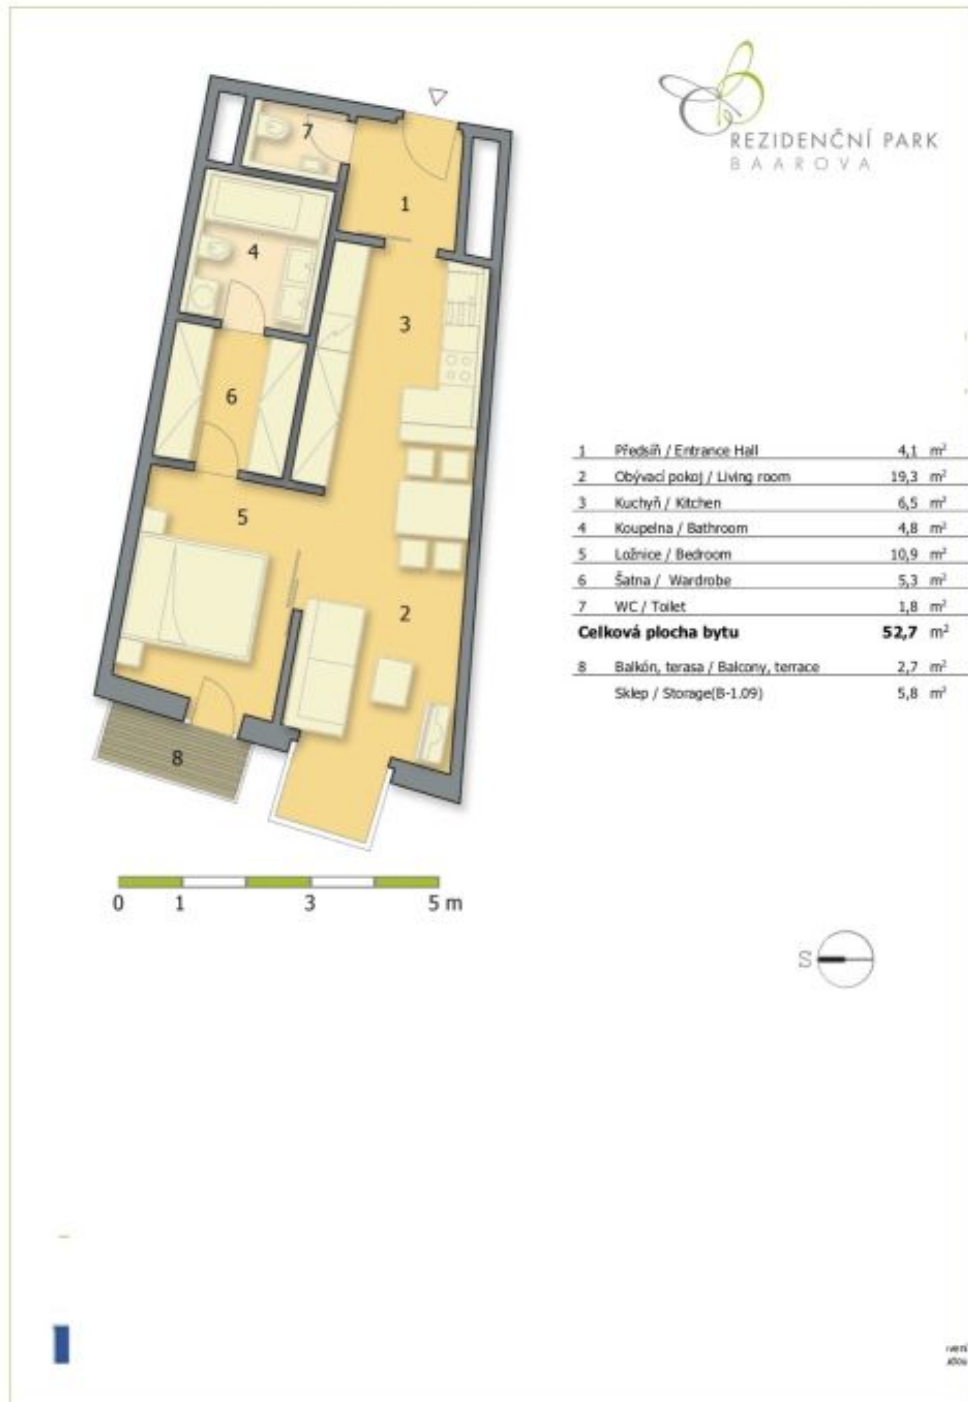 REZIDENČNÍ PARK
BAAROVA
7
1
4
3
6
5
2
8
1 Předsíň / Entrance Hall 4,1 m²
2 Obývací pokoj / Living room 19,3 m²
3 Kuchyň / Kitchen 6,5 m²
4 Koupelna / Bathroom 4,8 m²
5 Ložnice / Bedroom 10,9 m²
6 Šatna / Wardrobe 5,3 m²
7 WC / Toilet 1,8 m²
Celková plocha bytu 52,7 m²
8 Balkón, terasa / Balcony, terrace 2,7 m²
Sklep / Storage(B-1.09) 5,8 m²
0 1 3 5 m
S